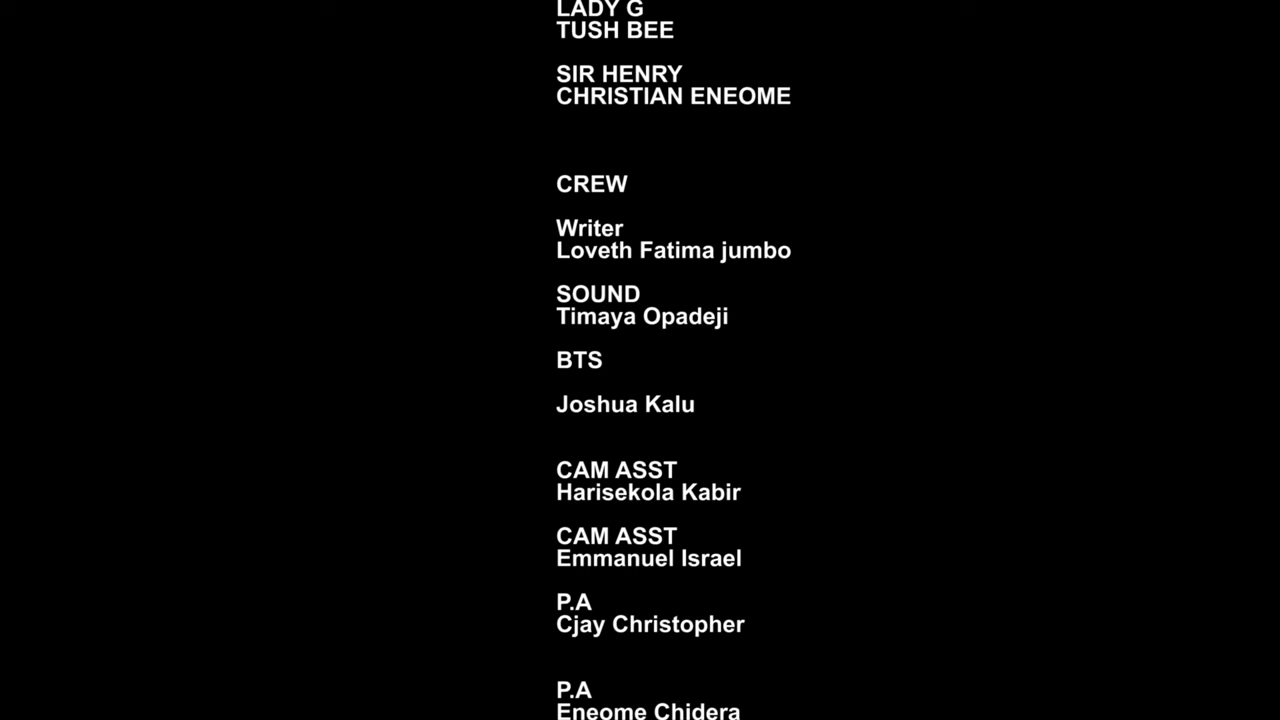 LADY G
TUSH BEE
SIR HENRY
CHRISTIAN ENEOME
CREW
Writer
Loveth Fatima jumbo
SOUND
Timaya Opadeji
BTS
Joshua Kalu
CAM ASST
Harisekola Kabir
CAM ASST
Emmanuel Israel
P.A
Cjay Christopher
P.A
Eneome Chidera